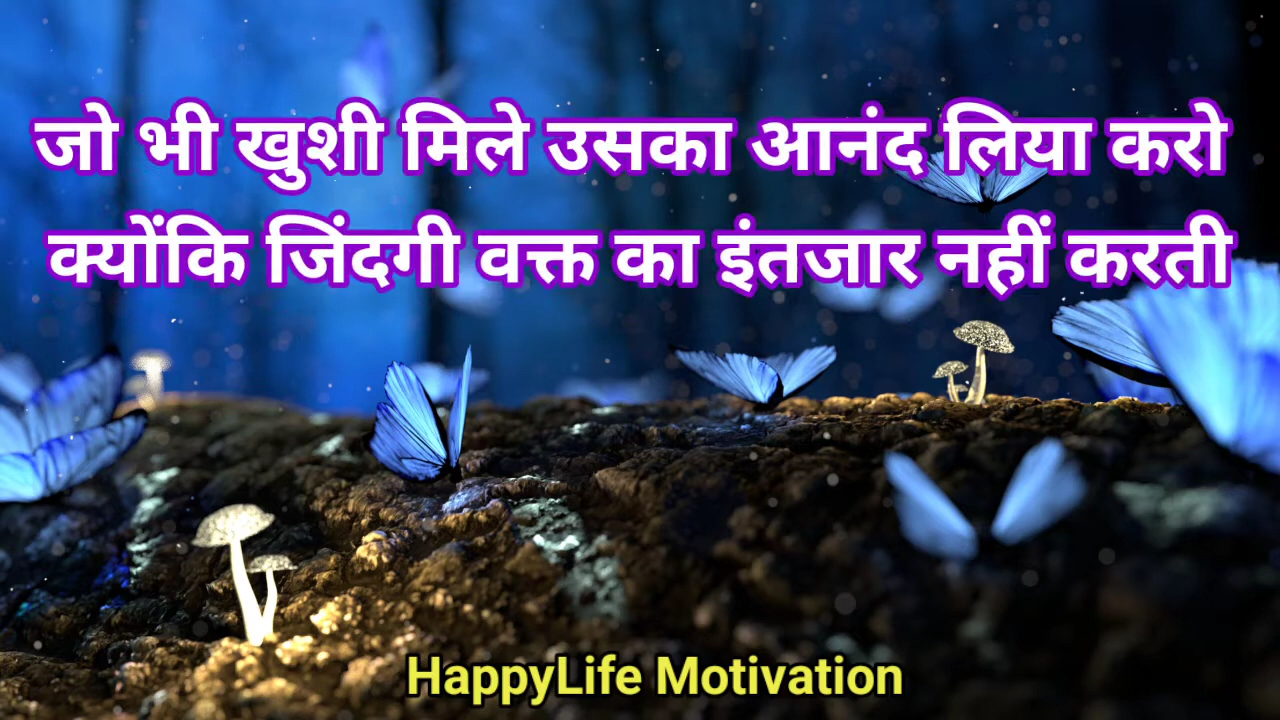 जो भी खुशी मिले उसका आनंद लिया करो
क्योंकि जिंदगी वक्त का इंतजार नहीं करती
HappyLife Motivation